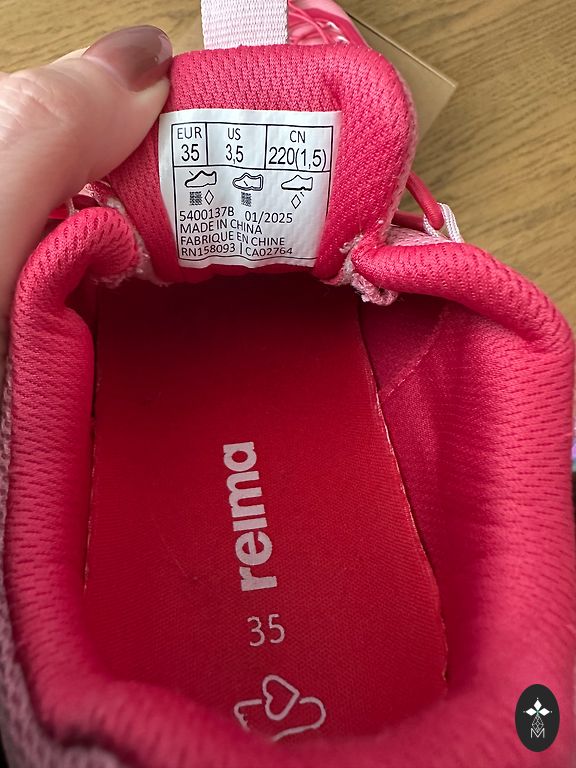 EUR US CN
35 3,5 220(1,5)
5400137B 01/2025
MADE IN CHINA
FABRIQUE EN CHINE
RN158093 | CA02764
reima
35
M